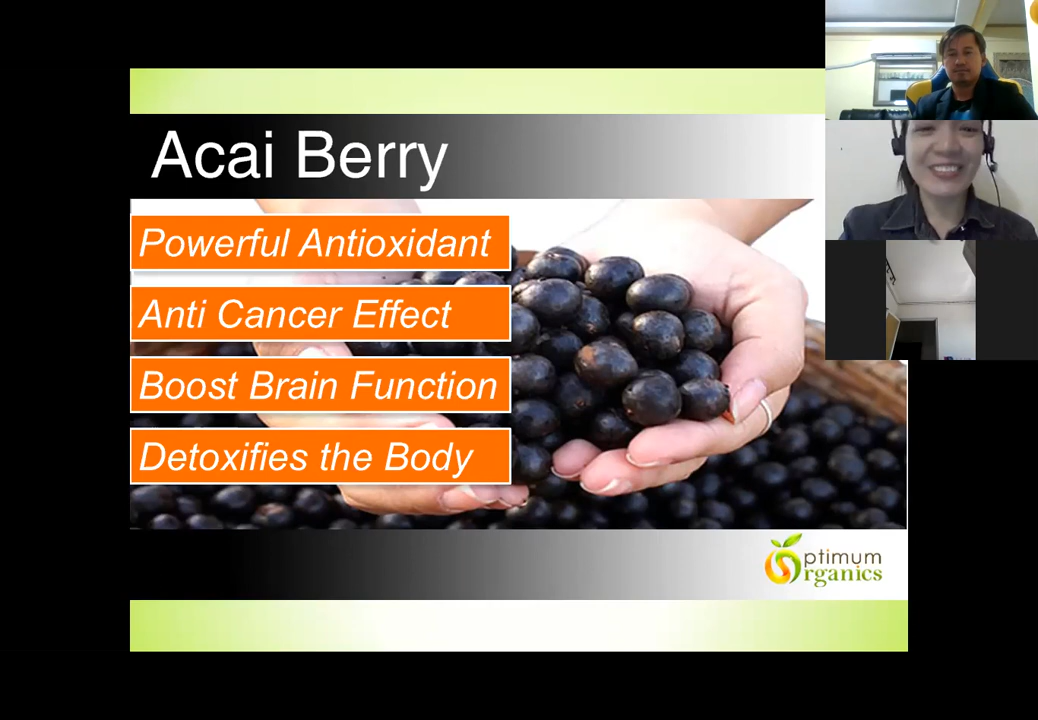 Acai Berry
Powerful Antioxidant
Anti Cancer Effect
Boost Brain Function
Detoxifies the Body
Optimum
Organics